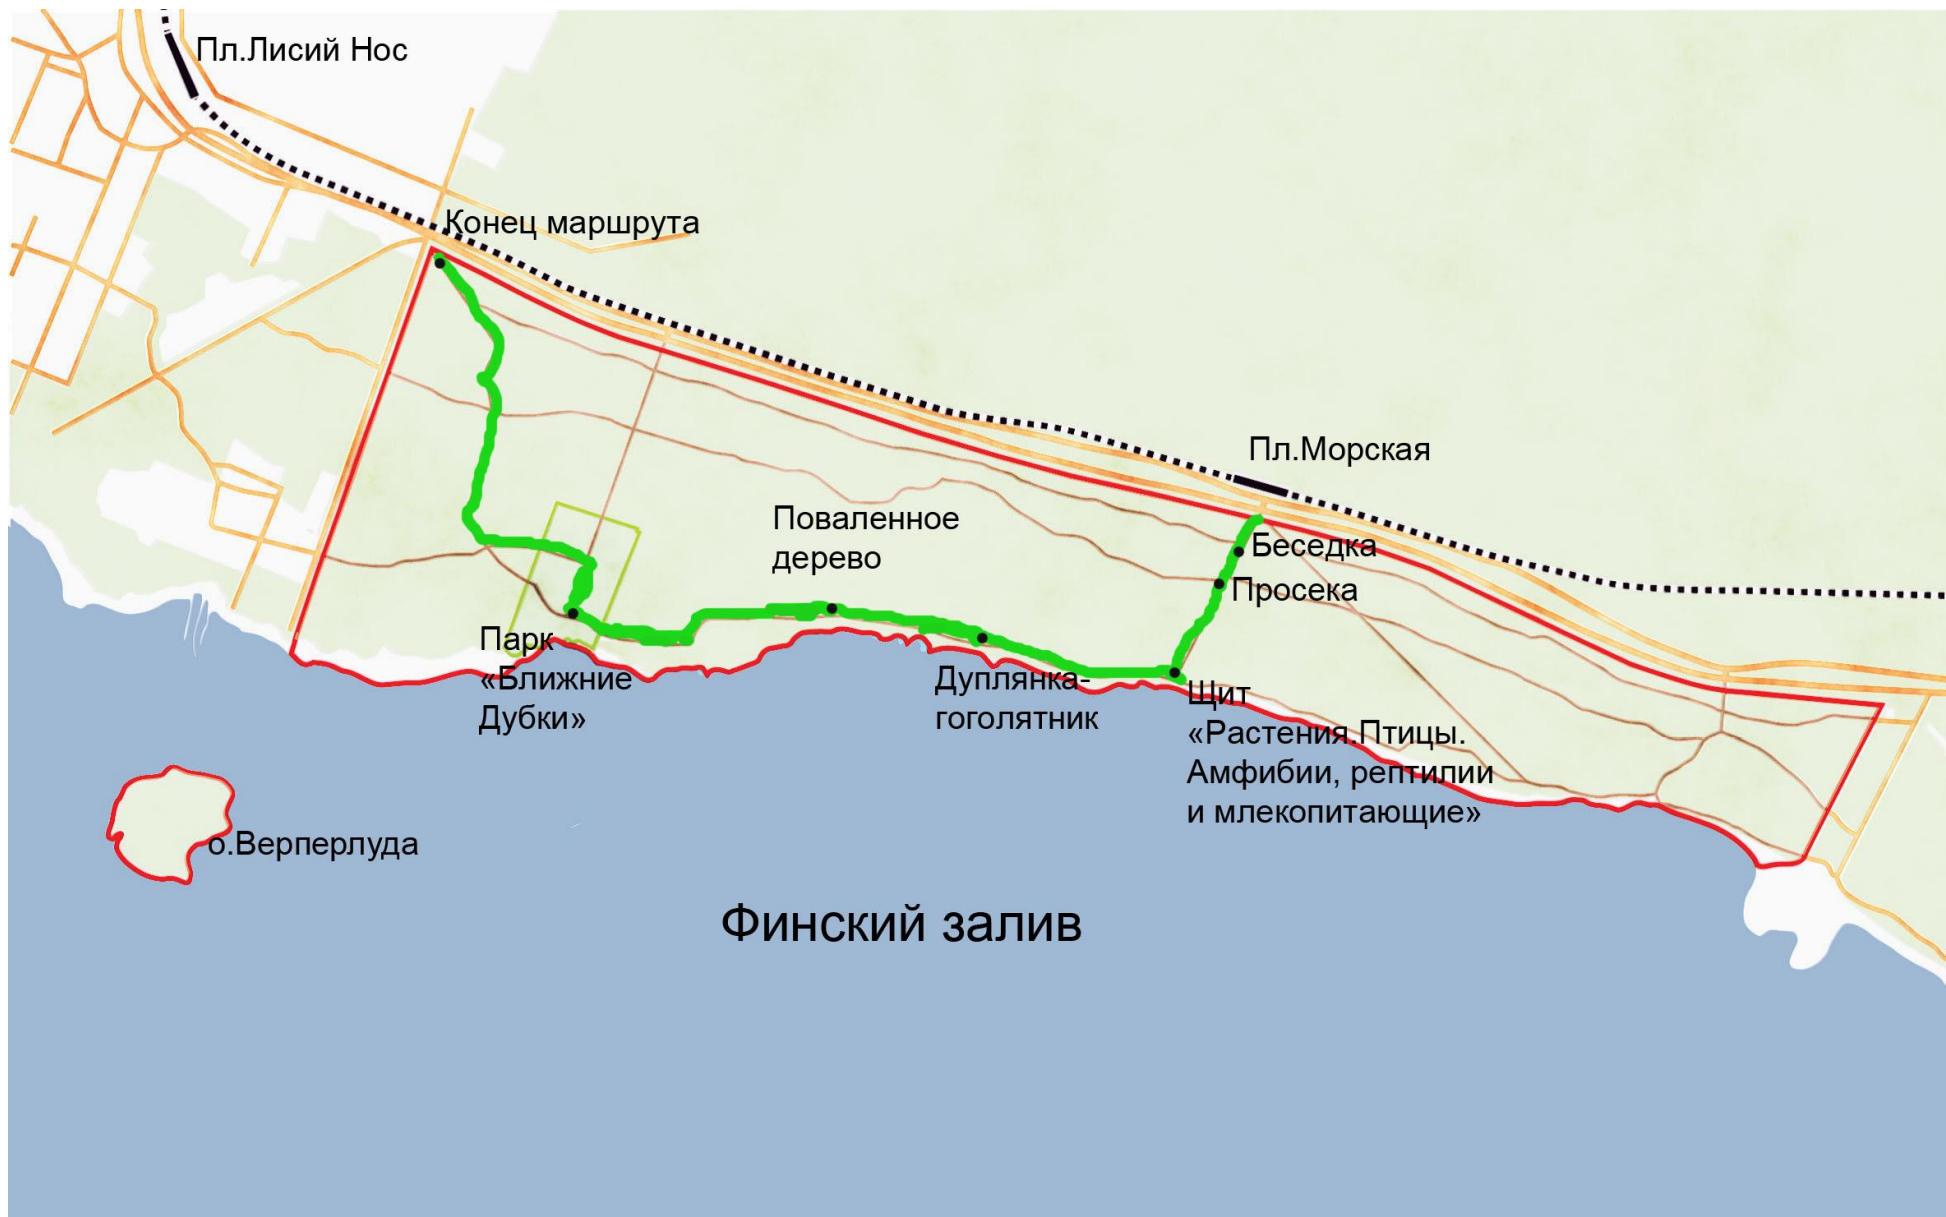 Пл.Лисий Нос
Конец маршрута
Пл.Морская
Поваленное
дерево
Беседка
Просека
Парк
«Ближние
Дубки»
Дуплянка-
гоголятник
Щит
«Растения.Птицы.
Амфибии, рептилии
и млекопитающие»
о.Верперлуда
Финский залив